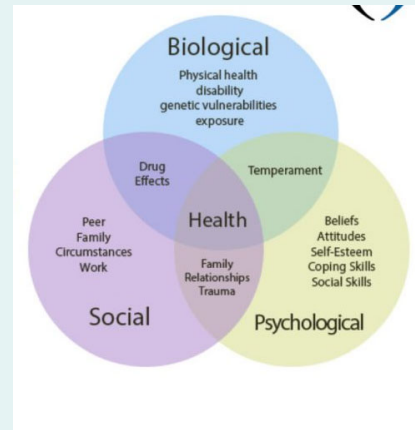 Biological
Physical health
disability
genetic vulnerabilities
exposure
Drug
Effects
Temperament
Health
Peer
Family
Circumstances
Work
Family
Relationships
Trauma
Beliefs
Attitudes
Self-Esteem
Coping Skills
Social Skills
Social
Psychological